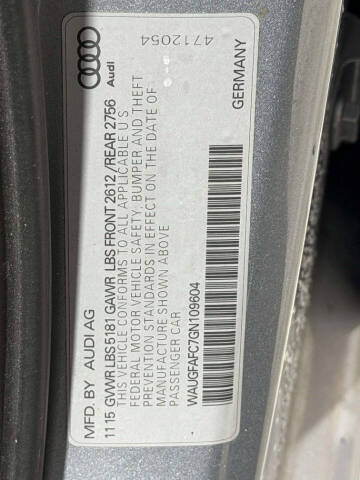 MFD. BY AUDI AG
1115 GVWR LBS 5181 GAWR LBS FRONT 2612 / REAR 2756
THIS VEHICLE CONFORMS TO ALL APPLICABLE U S
FEDERAL MOTOR VEHICLE SAFETY, BUMPER AND THEFT
PREVENTION STANDARDS IN EFFECT ON THE DATE OF
MANUFACTURE SHOWN ABOVE.
PASSENGER CAR
WAUGFAFC7GN109604
GERMANY
Audi
4712054